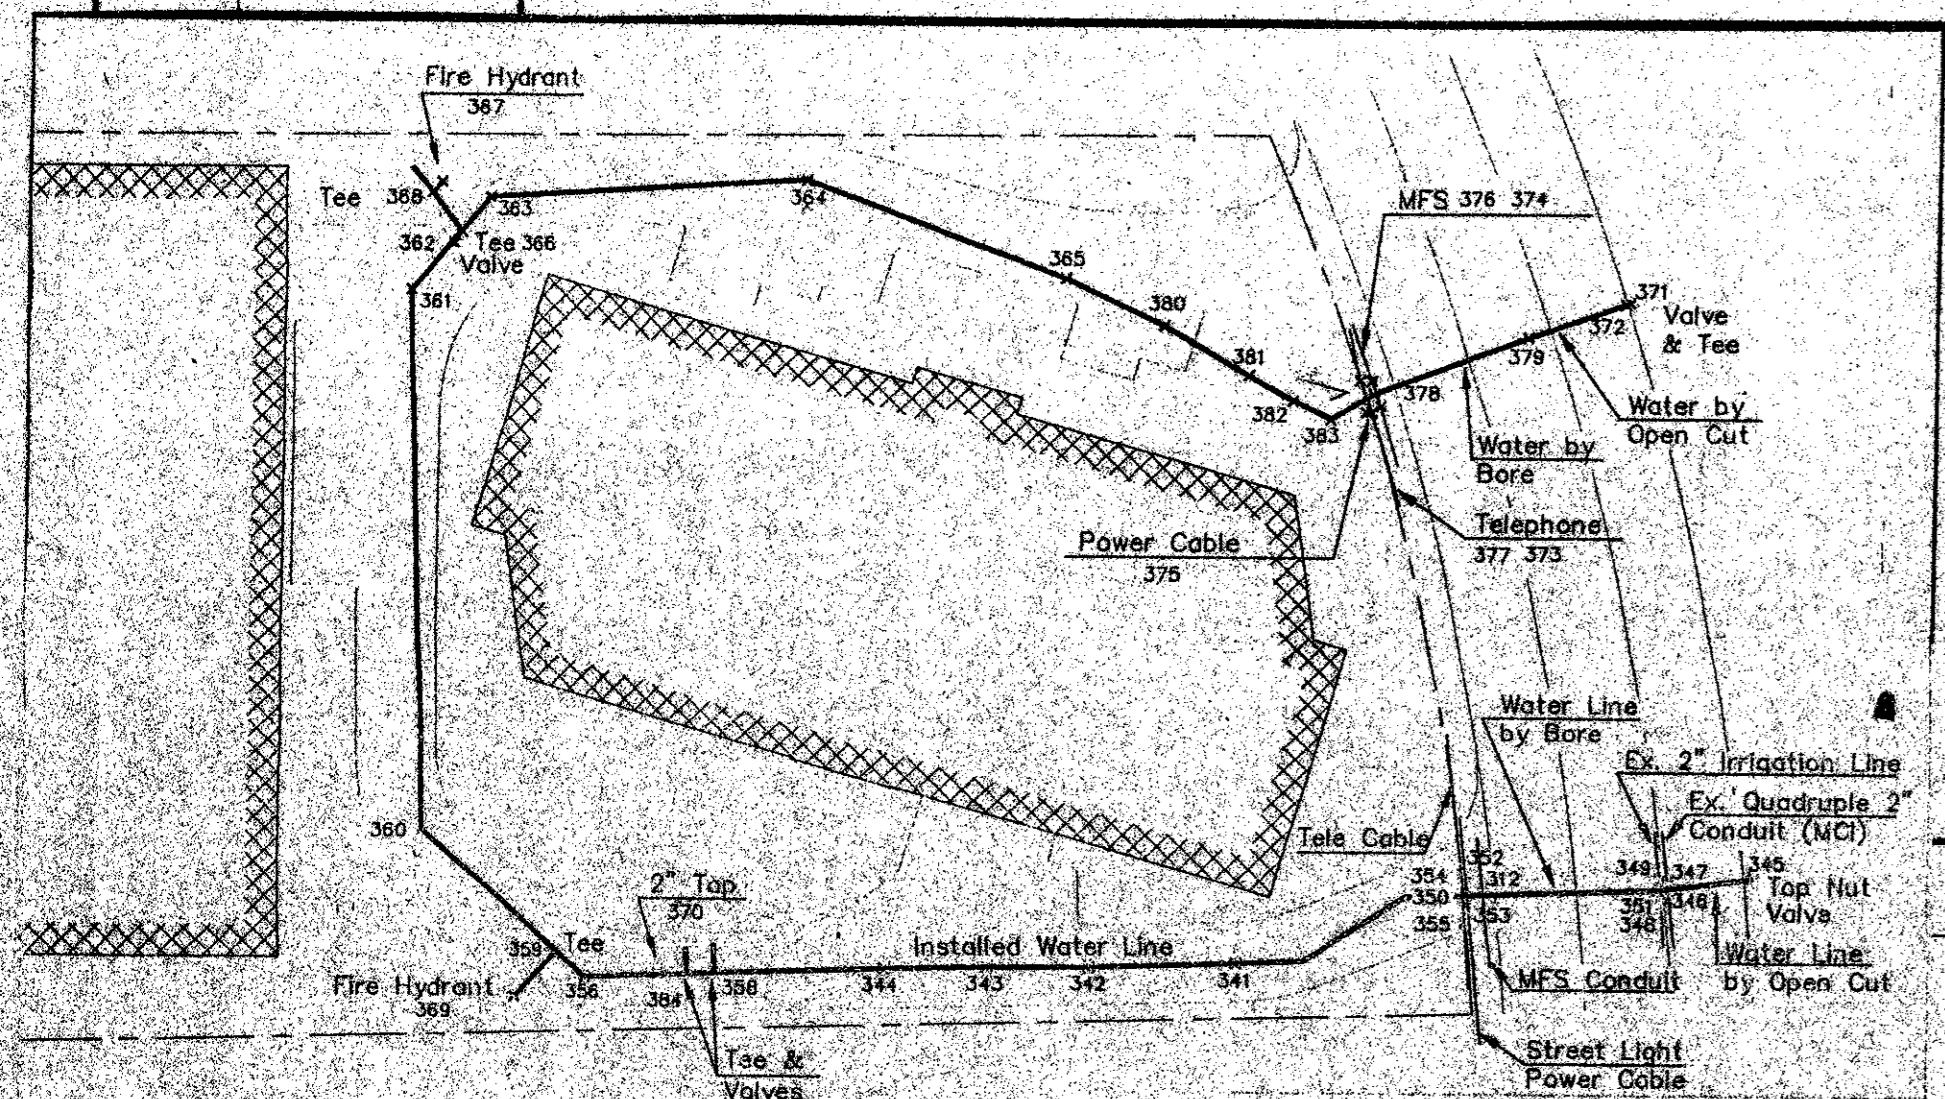 Fire Hydrant
387
Tee 368
363
364
362 Tee 366
Valve
361
365
380
381
382
383
MFS 376 374
371
Valve
& Tee
372
379
378
Water by
Open Cut
Water by
Bore
Telephone
377 373
Power Cable
375
Water Line
by Bore
Ex. 2" Irrigation Line
Ex. Quadruple 2"
Conduit (MCI)
Tele Cable
352
354 312
350
355 353
349 347 345
351 346
348
Top Nut
Valve
Water Line
by Open Cut
MFS Conduit
Street Light
Power Cable
360
2" Tap
370
359 Tee
Installed Water Line
Fire Hydrant
369
356
384 358 344 343 342 341
Tee &
Valves